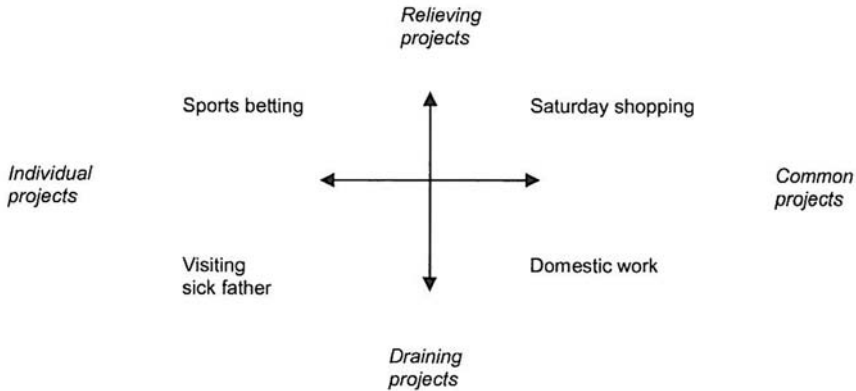 Relieving
projects
Sports betting
Saturday shopping
Individual
projects
Common
projects
Visiting
sick father
Domestic work
Draining
projects